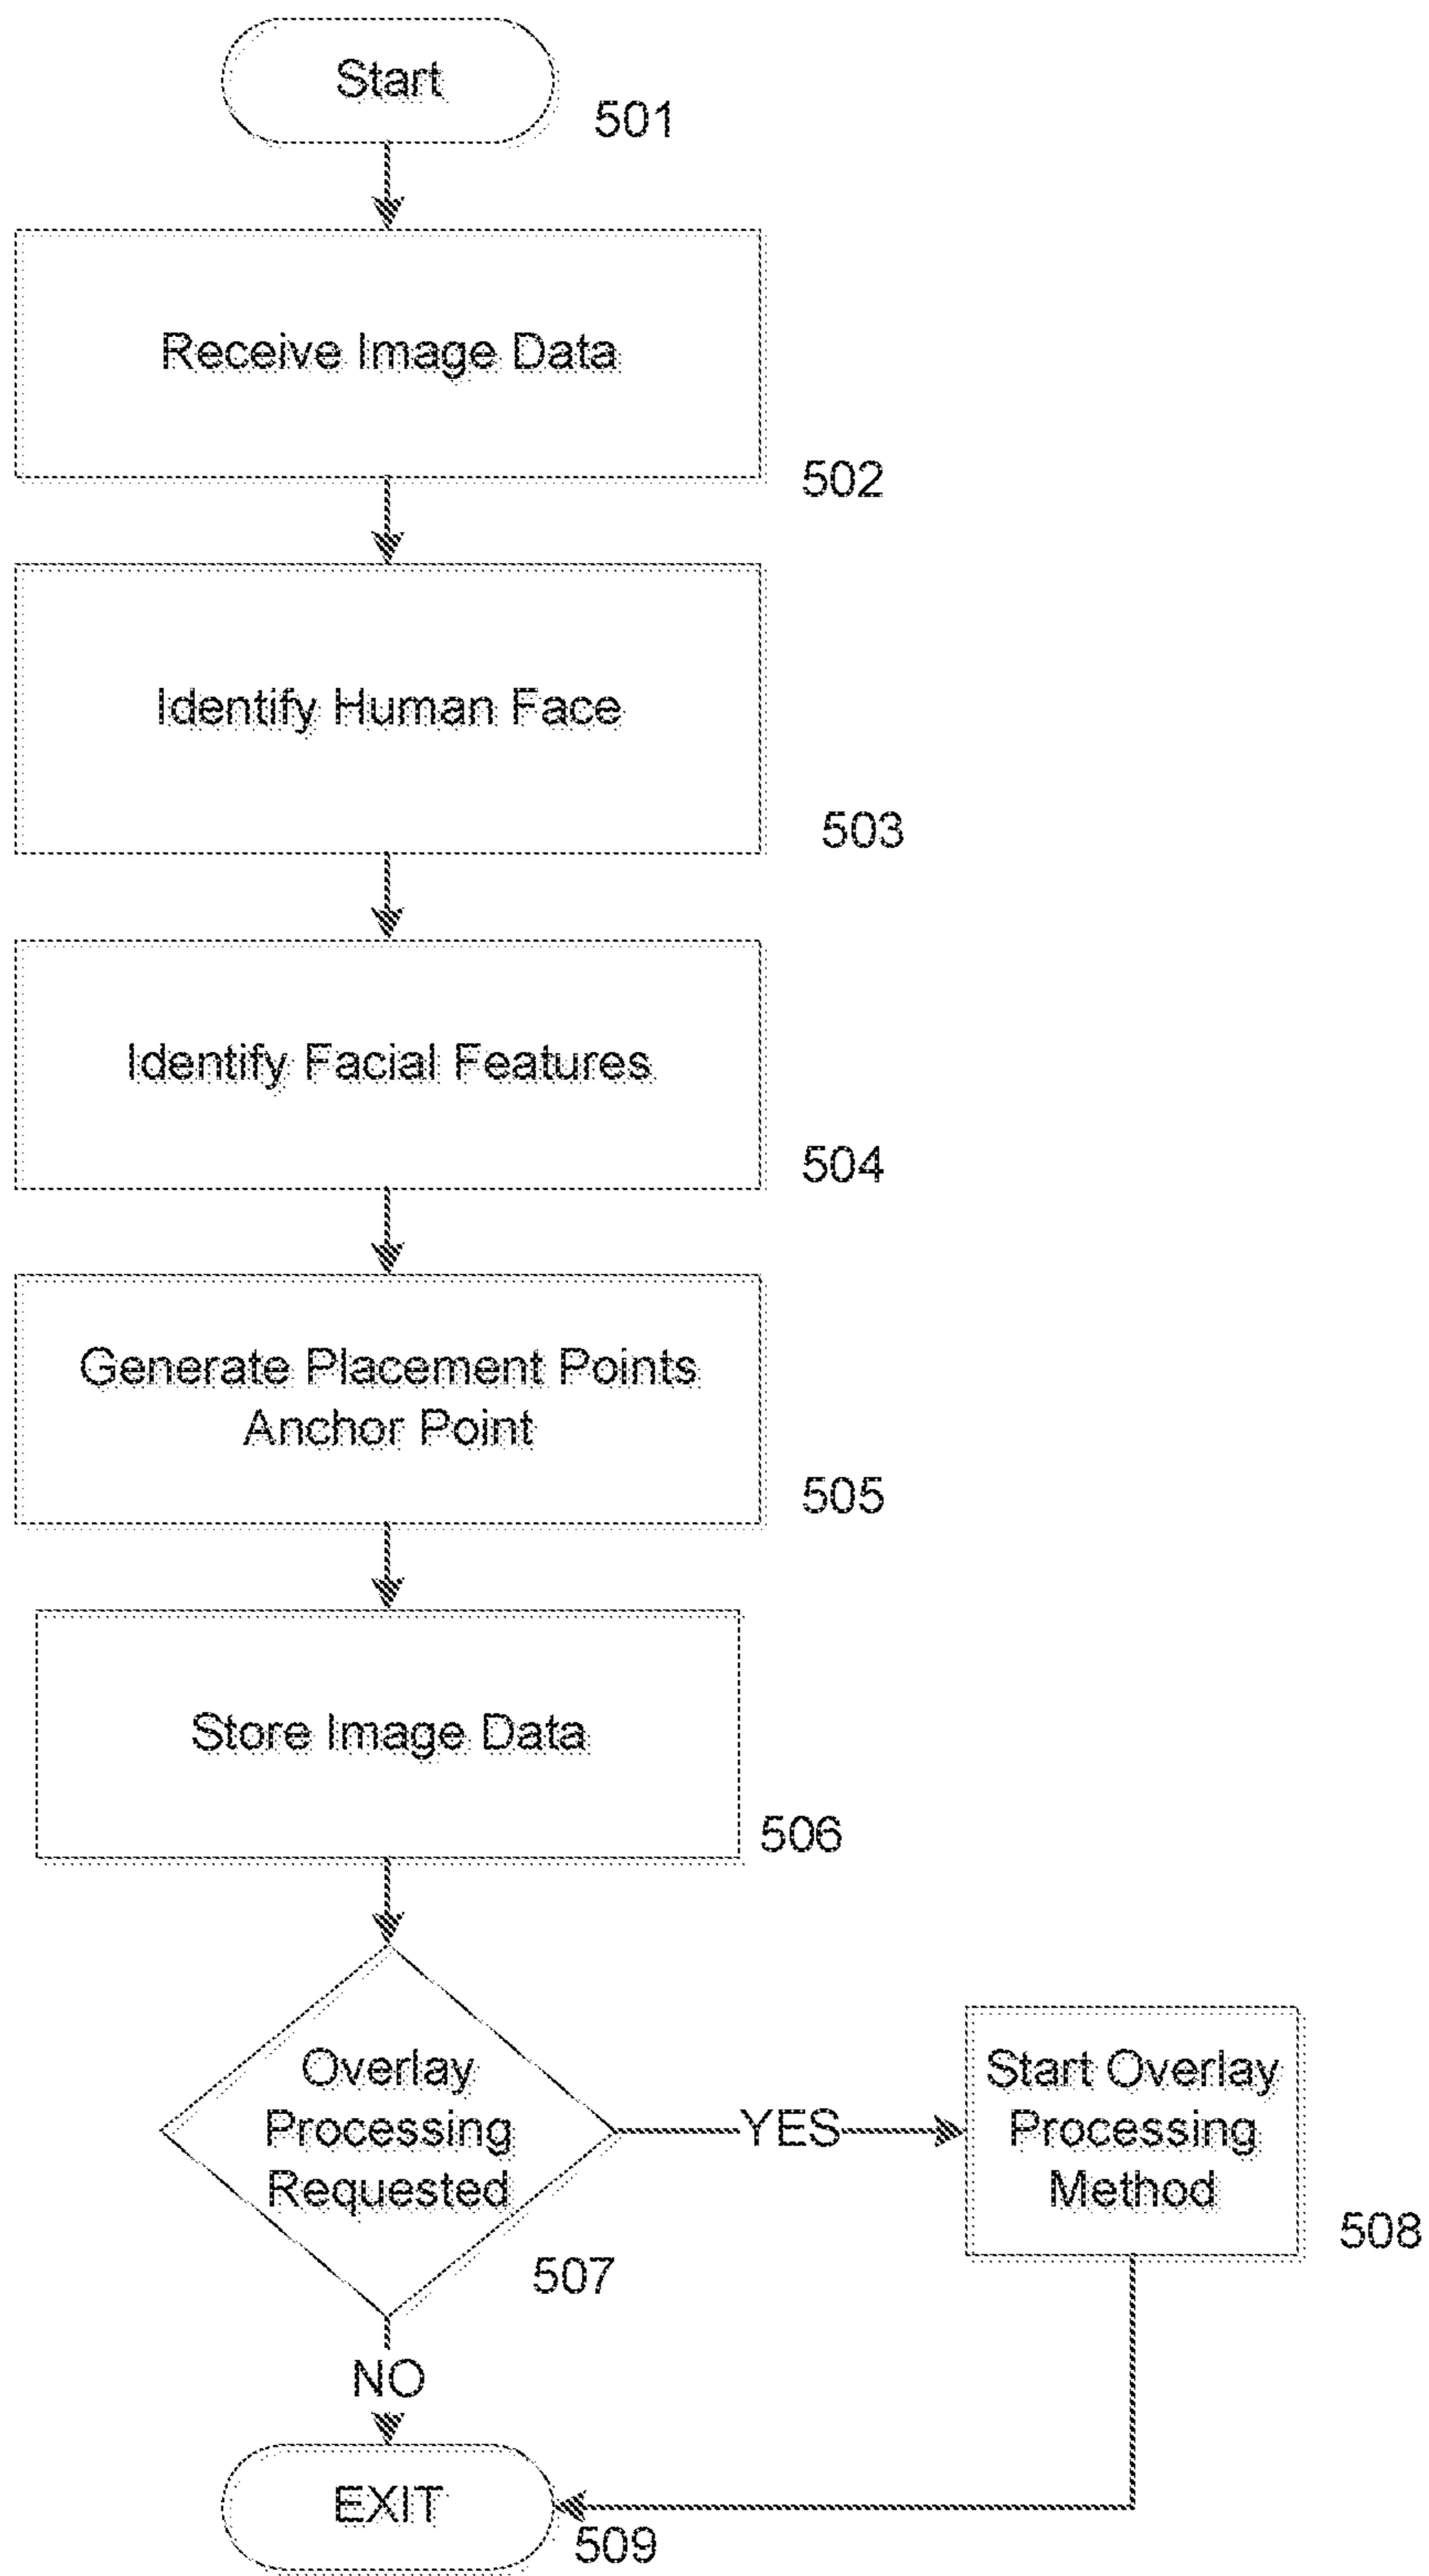 Start
501
Receive Image Data
502
Identify Human Face
503
Identify Facial Features
504
Generate Placement Points
Anchor Point
505
Store Image Data
506
Overlay
Processing
Requested
507
YES
Start Overlay
Processing
Method
508
NO
EXIT
509